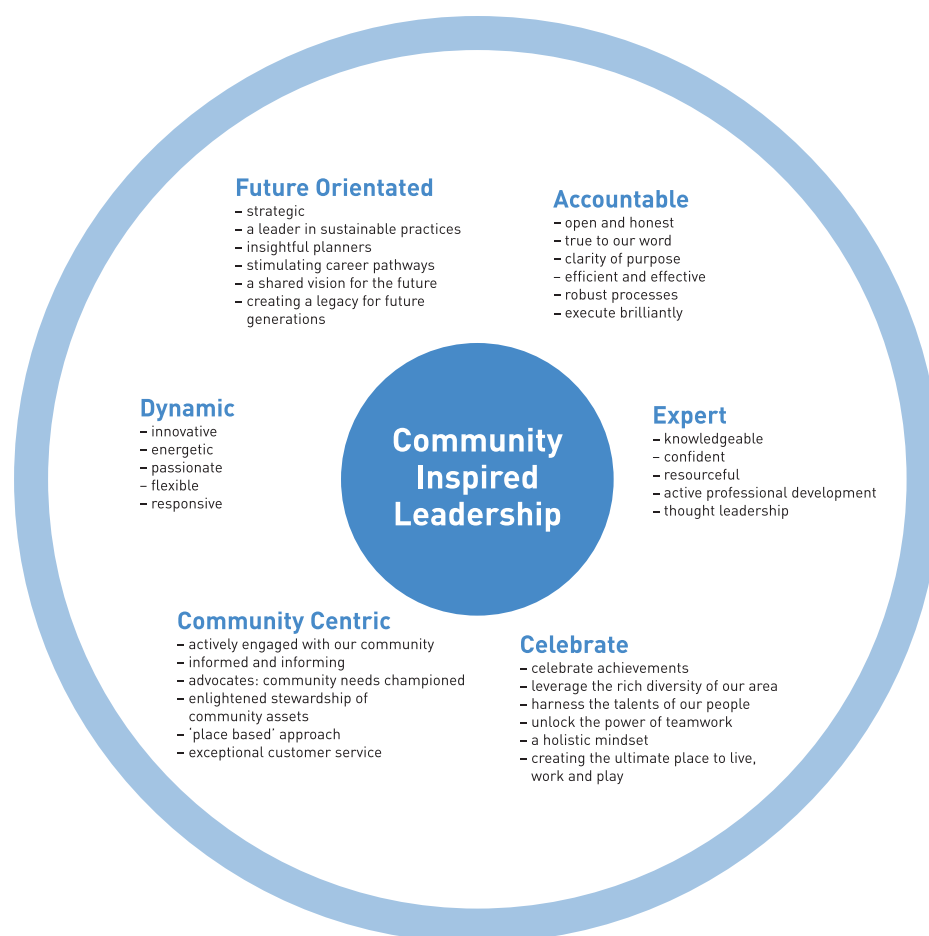 Future Orientated
– strategic
– a leader in sustainable practices
– insightful planners
– stimulating career pathways
– a shared vision for the future
– creating a legacy for future
generations
Accountable
– open and honest
– true to our word
– clarity of purpose
– efficient and effective
– robust processes
– execute brilliantly
Dynamic
– innovative
– energetic
– passionate
– flexible
– responsive
Community
Inspired
Leadership
Expert
– knowledgeable
– confident
– resourceful
– active professional development
– thought leadership
Community Centric
– actively engaged with our community
– informed and informing
– advocates: community needs championed
– enlightened stewardship of
community assets
– ‘place based’ approach
– exceptional customer service
Celebrate
– celebrate achievements
– leverage the rich diversity of our area
– harness the talents of our people
– unlock the power of teamwork
– a holistic mindset
– creating the ultimate place to live,
work and play